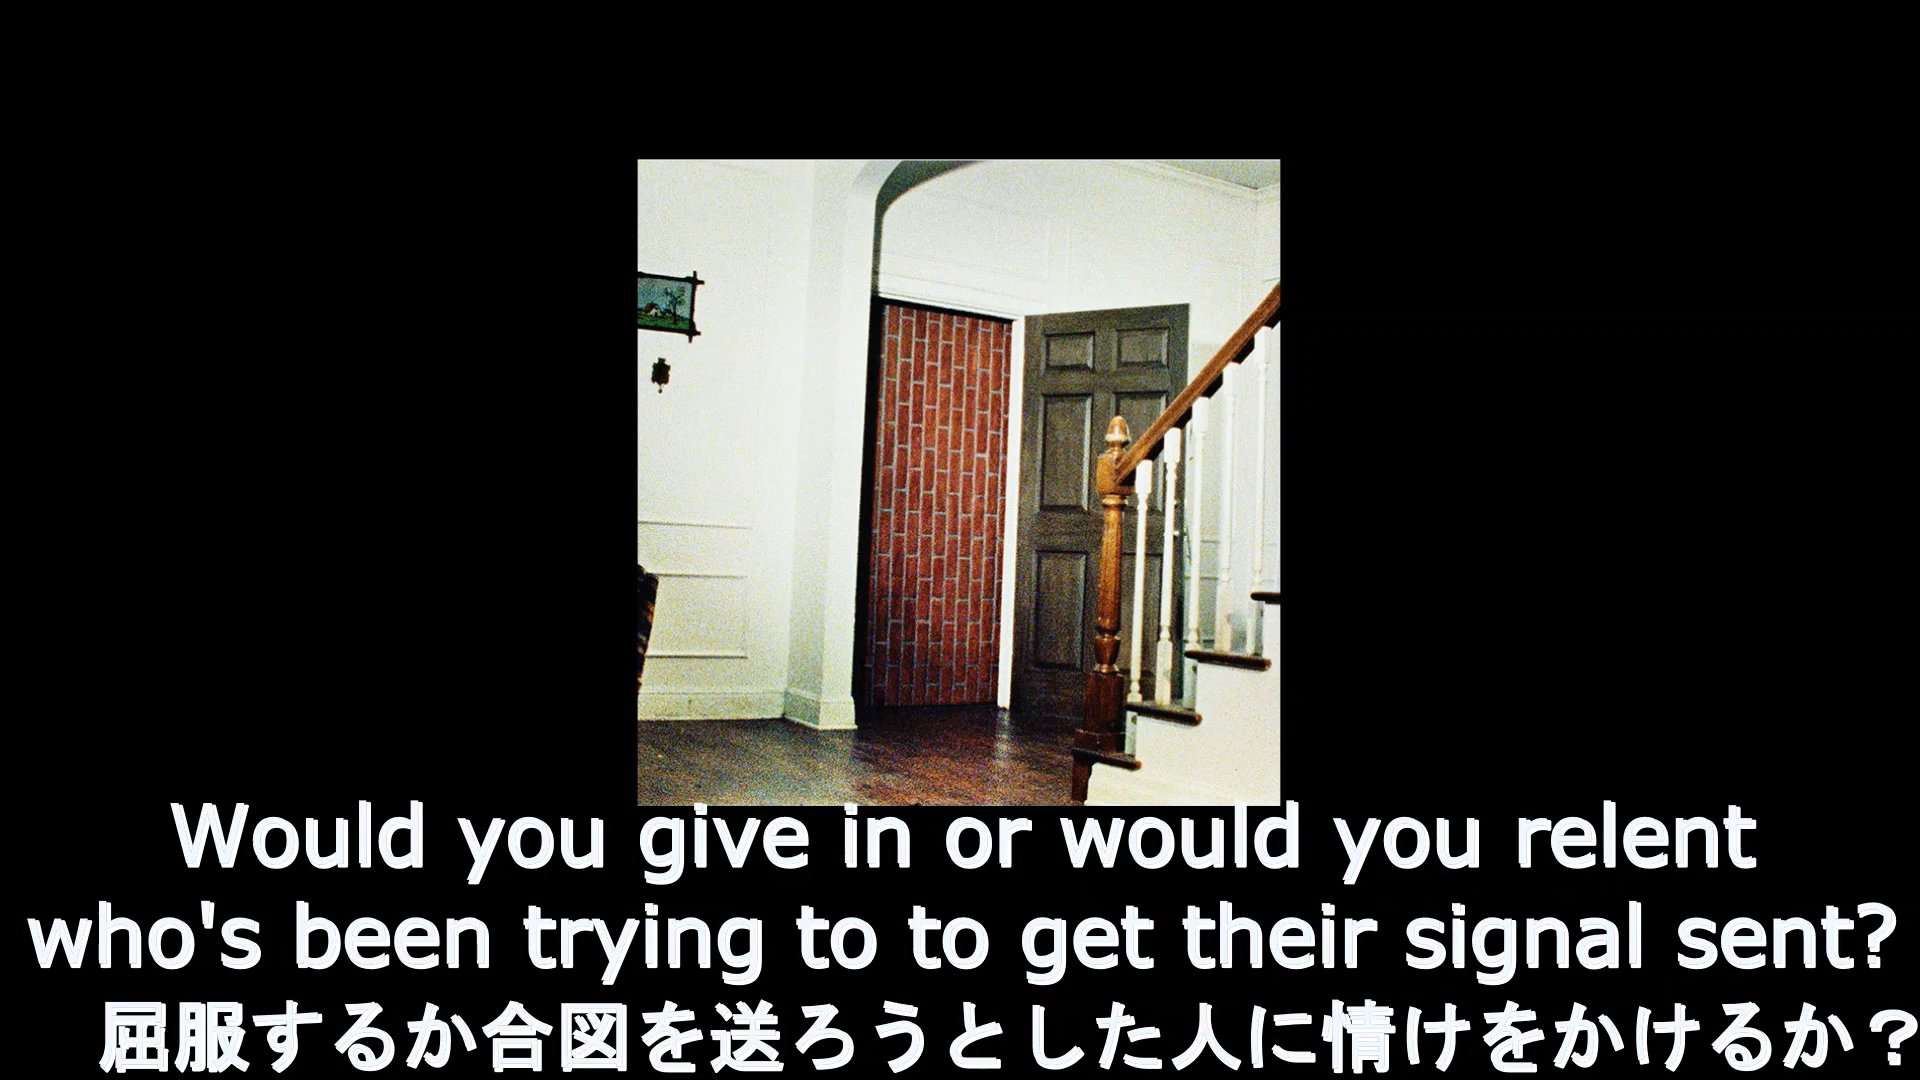 Would you give in or would you relent
who's been trying to to get their signal sent?
屈服するか合図を送ろうとした人に情けをかけるか？